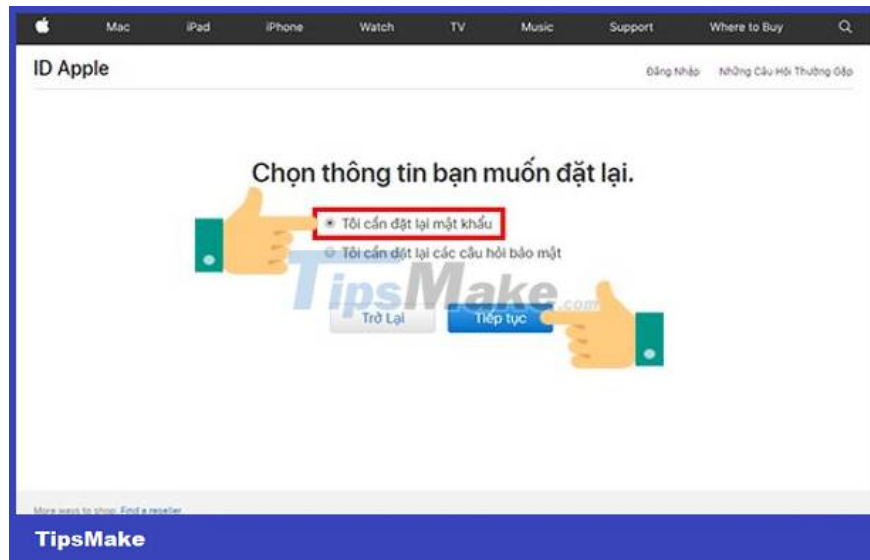 Mac iPad iPhone Watch TV Music Support Where to Buy
ID Apple
Đăng Nhập Những Câu Hỏi Thường Gặp
Chọn thông tin bạn muốn đặt lại.
Tôi cần đặt lại mật khẩu
Tôi cần đặt lại các câu hỏi bảo mật
TipsMake.com
Trở Lại Tiếp tục
More ways to shop: Find a reseller
TipsMake